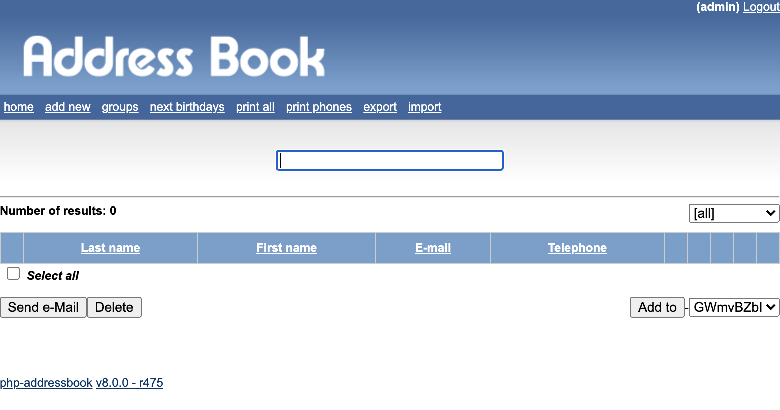 (admin) Logout
Address Book
home add new groups next birthdays print all print phones export import
Number of results: 0
[all]
Last name First name E-mail Telephone
Select all
Send e-Mail Delete Add to - GWmvBZbI
php-addressbook v8.0.0 - r475